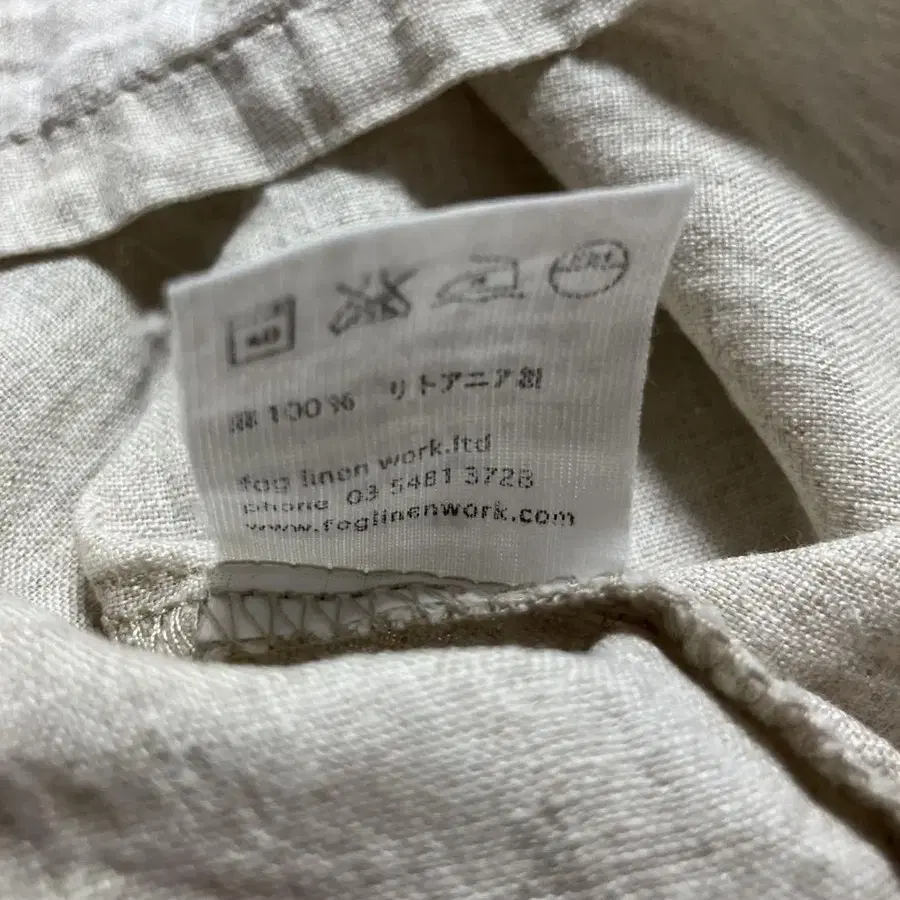 40
麻 100% リトアニア製
fog linen work.ltd
phone 03 5481 3728
www.foglinenwork.com